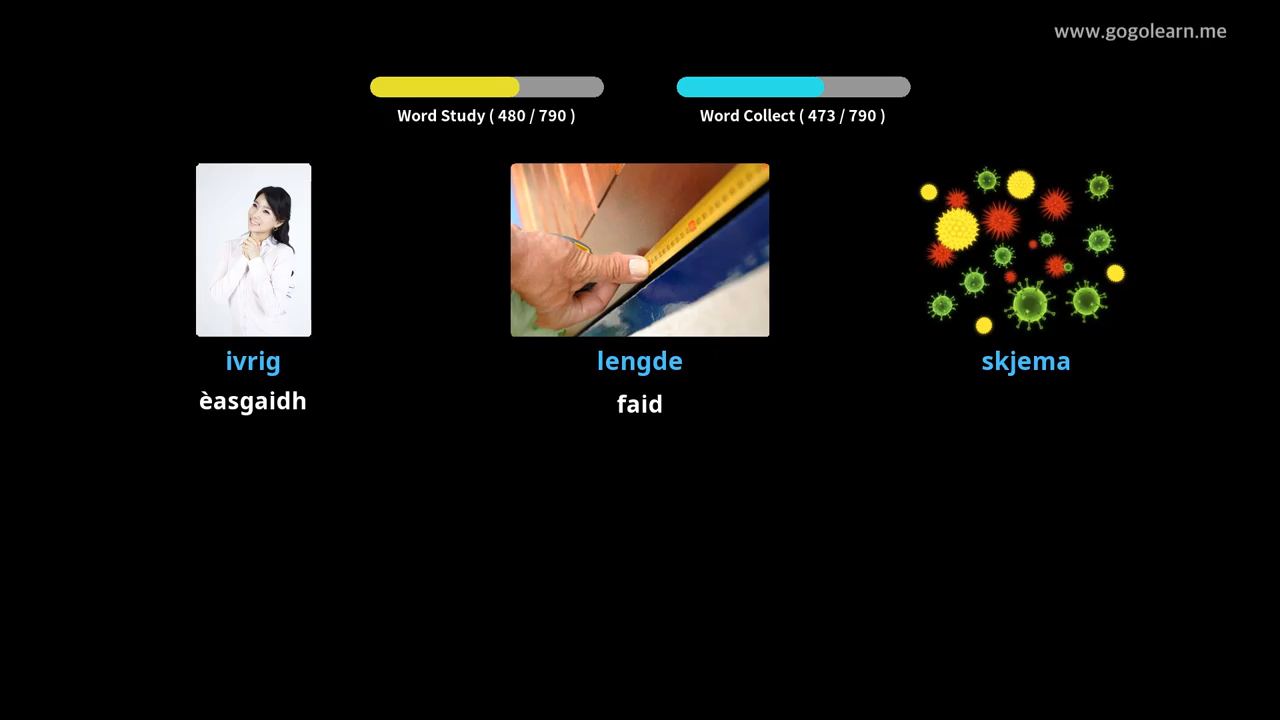 www.gogolearn.me
Word Study ( 480 / 790 )
Word Collect ( 473 / 790 )
ivrig
lengde
skjema
èasgaidh
faid